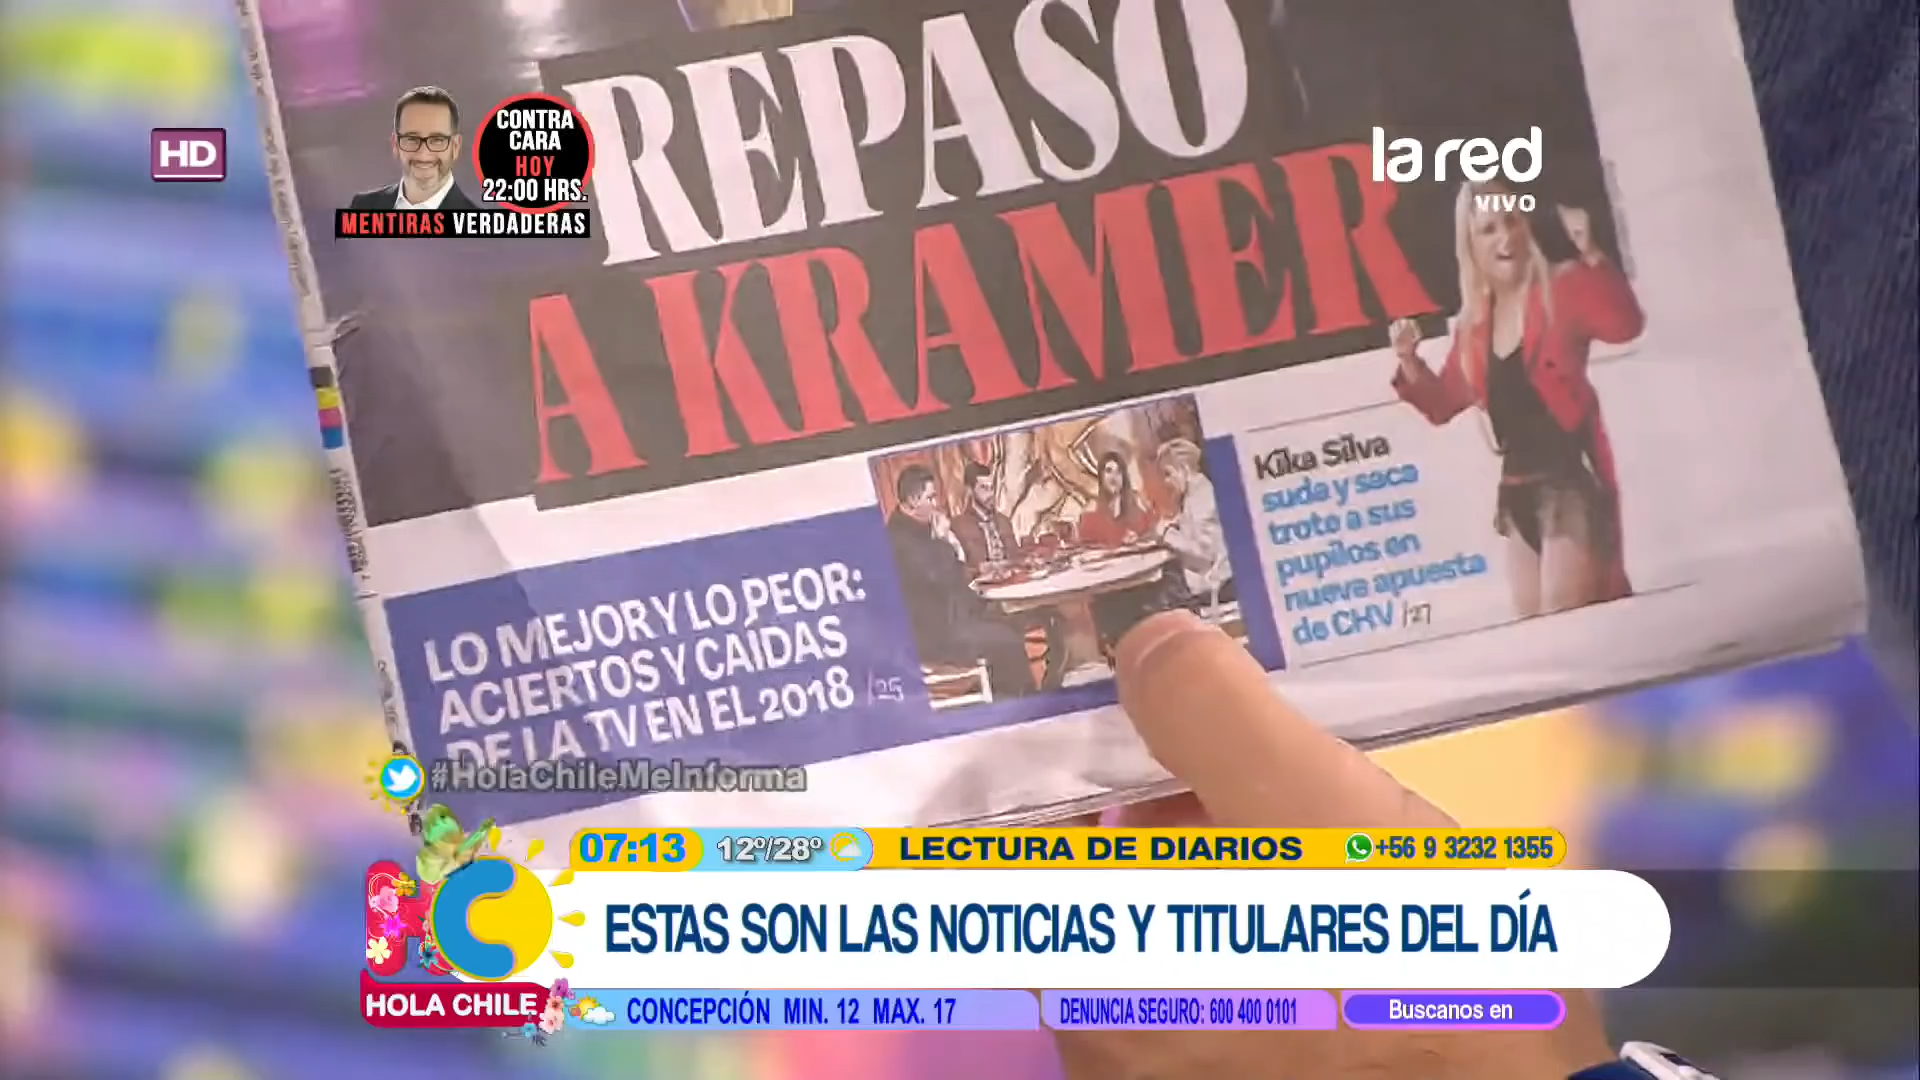 REPASO
A KRAMER
HD
CONTRA
CARA
HOY
22:00 HRS.
MENTIRAS VERDADERAS
la red
VIVO
Kika Silva
suda y saca
trote a sus
pupilos en
nueva apuesta
de CHV /27
LO MEJOR Y LO PEOR:
ACIERTOS Y CAÍDAS
DE LA TV EN EL 2018 /25
#HolaChileMeInforma
07:13
12°/28°
LECTURA DE DIARIOS
+56 9 3232 1355
HC
ESTAS SON LAS NOTICIAS Y TITULARES DEL DÍA
HOLA CHILE
CONCEPCIÓN MIN. 12 MAX. 17
DENUNCIA SEGURO: 600 400 0101
Buscanos en